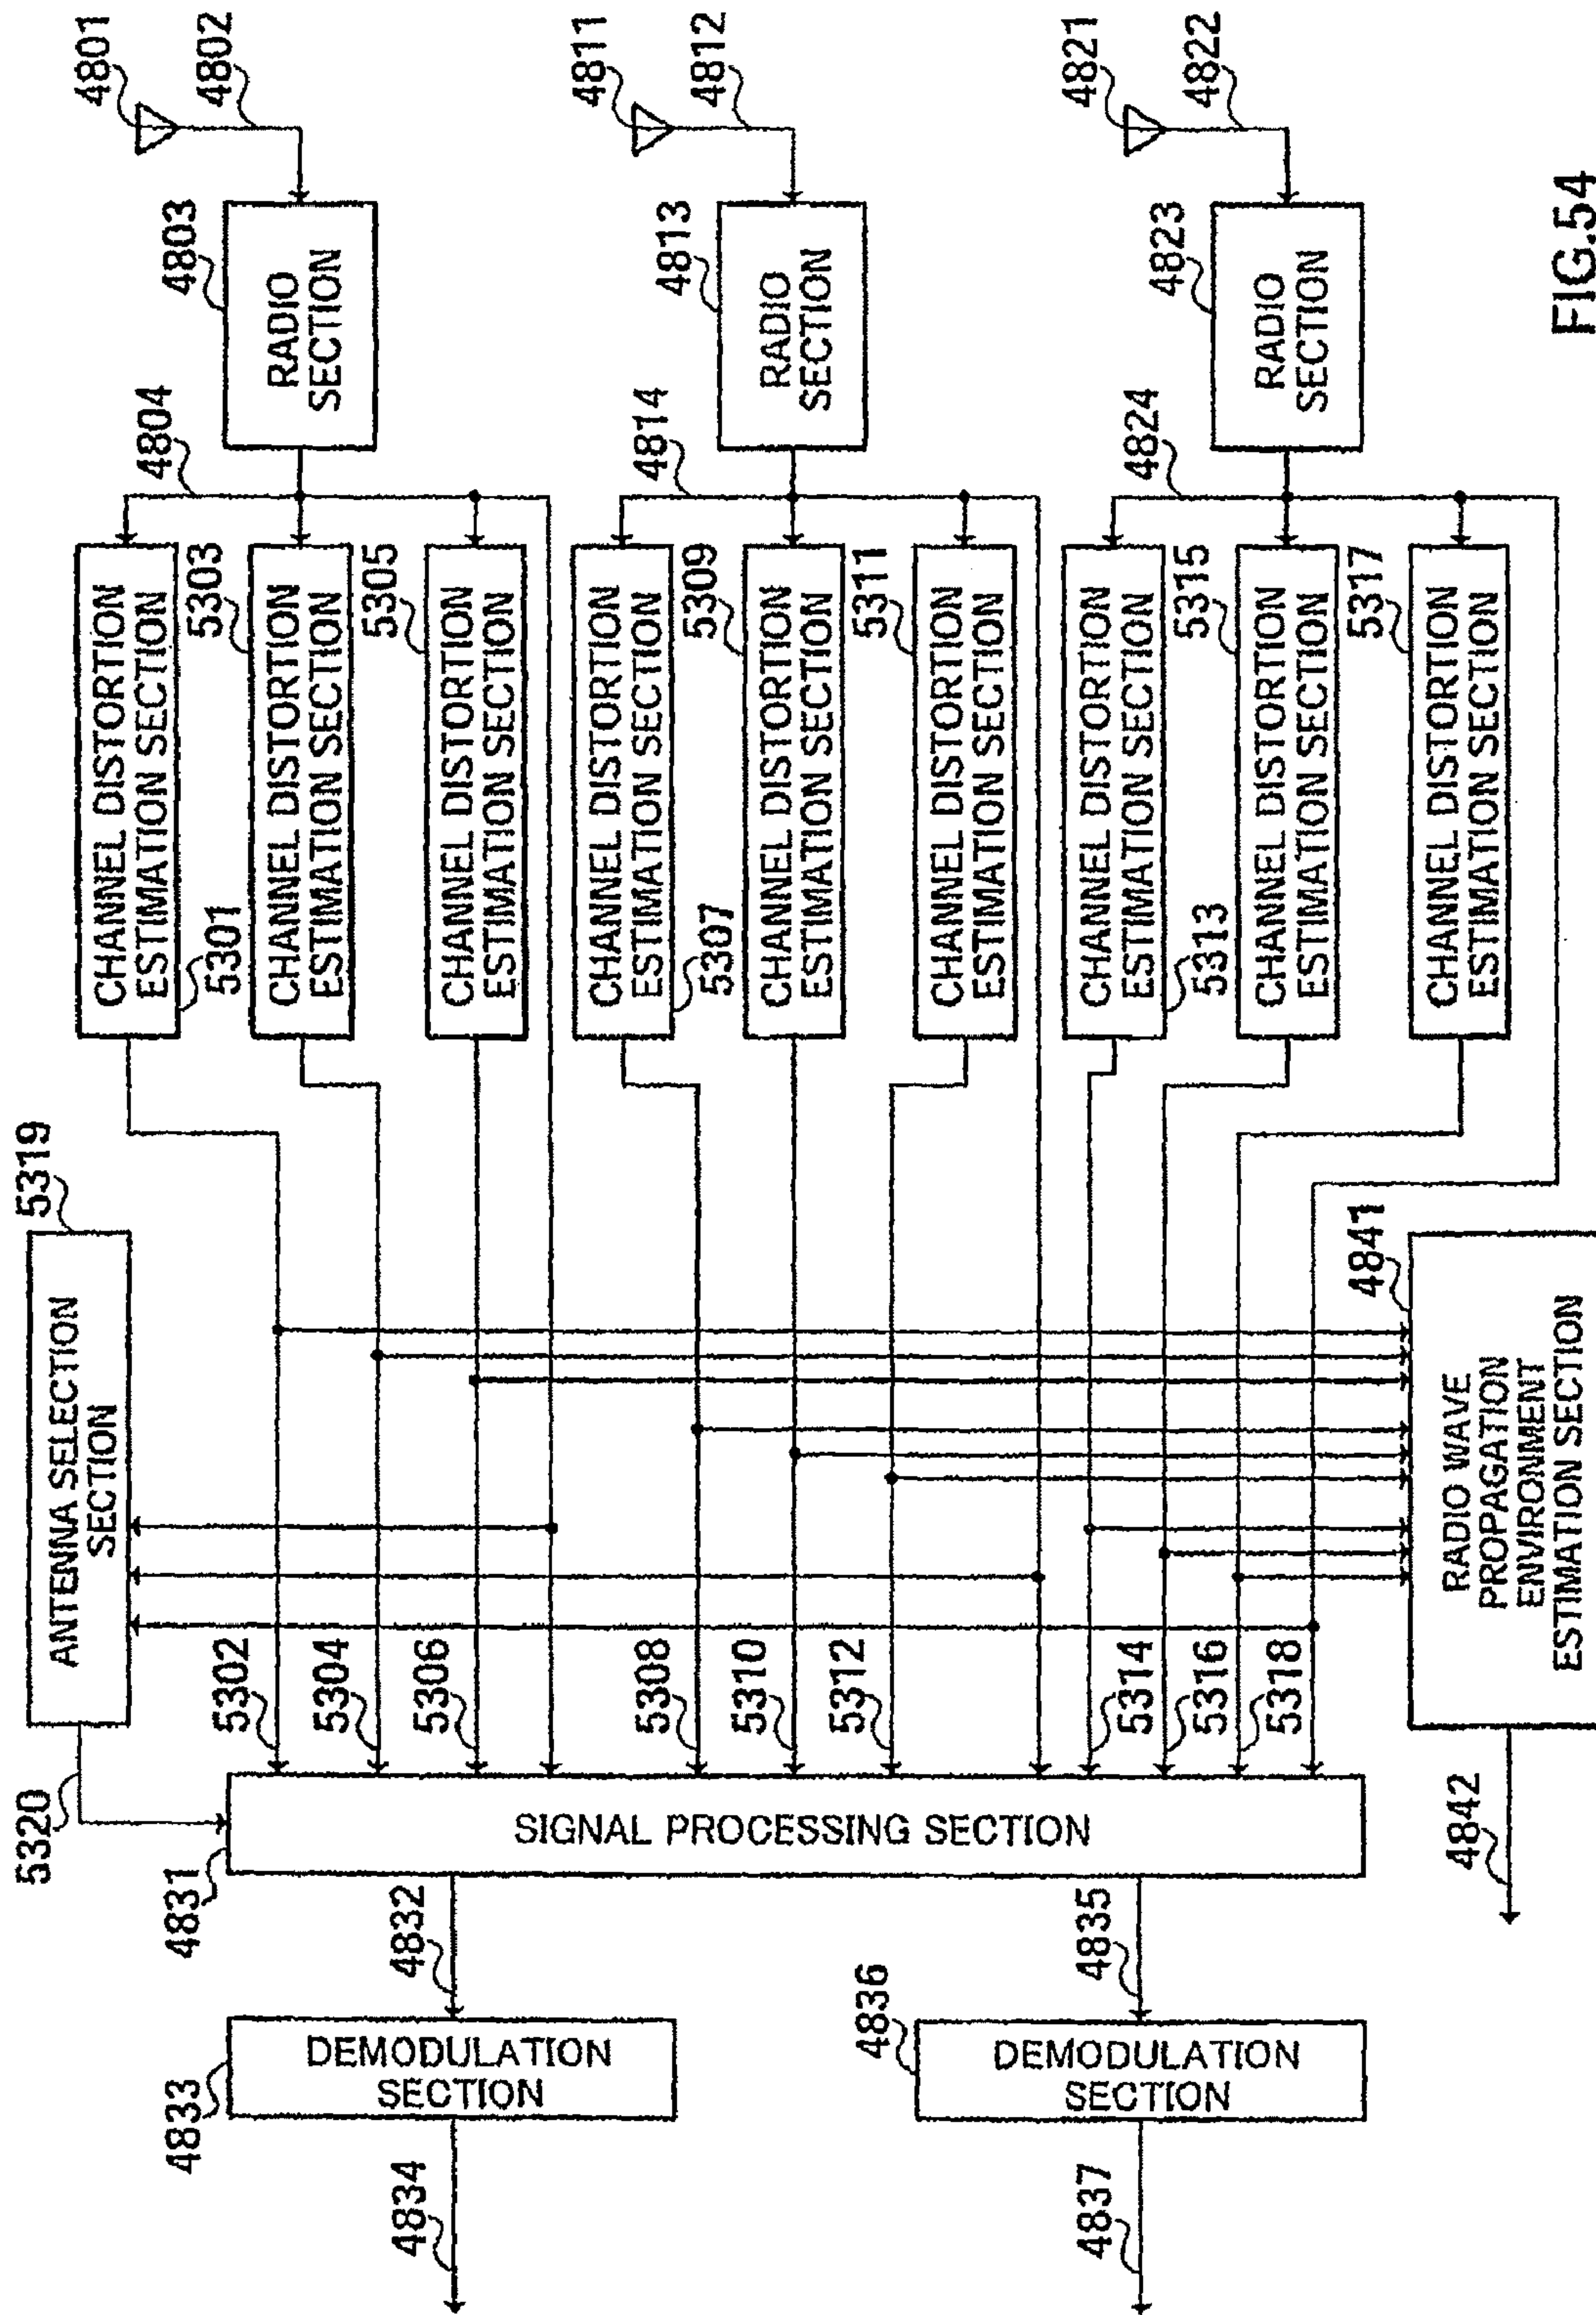 4801
4802
4803
RADIO
SECTION
4804
CHANNEL DISTORTION
ESTIMATION SECTION
5301
5303
CHANNEL DISTORTION
ESTIMATION SECTION
5305
CHANNEL DISTORTION
ESTIMATION SECTION
4811
4812
4813
RADIO
SECTION
4814
CHANNEL DISTORTION
ESTIMATION SECTION
5307
5309
CHANNEL DISTORTION
ESTIMATION SECTION
5311
CHANNEL DISTORTION
ESTIMATION SECTION
4821
4822
4823
RADIO
SECTION
4824
CHANNEL DISTORTION
ESTIMATION SECTION
5313
5315
CHANNEL DISTORTION
ESTIMATION SECTION
5317
CHANNEL DISTORTION
ESTIMATION SECTION
5319
ANTENNA SELECTION
SECTION
5320
5302
5304
5306
5308
5310
5312
5314
5316
5318
4841
RADIO WAVE
PROPAGATION
ENVIRONMENT
ESTIMATION SECTION
4842
4831
SIGNAL PROCESSING SECTION
4832
4833
DEMODULATION
SECTION
4834
4835
4836
DEMODULATION
SECTION
4837
FIG.54